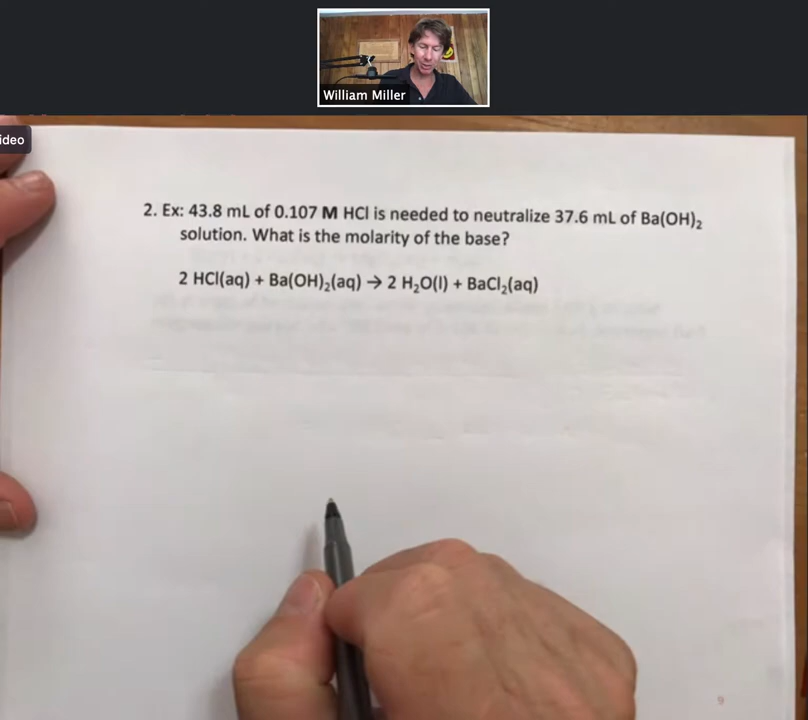 William Miller
ideo
2. Ex: 43.8 mL of 0.107 M HCl is needed to neutralize 37.6 mL of Ba(OH)₂
solution. What is the molarity of the base?
2 HCl(aq) + Ba(OH)₂(aq) → 2 H₂O(l) + BaCl₂(aq)
9